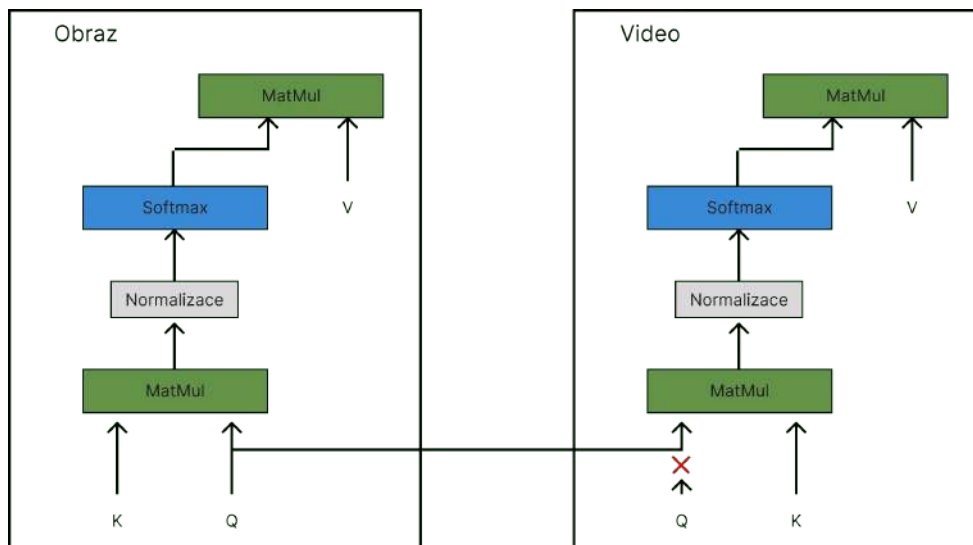 Obraz
MatMul
Softmax
V
Normalizace
MatMul
K
Q
Video
MatMul
Softmax
V
Normalizace
MatMul
Q
K